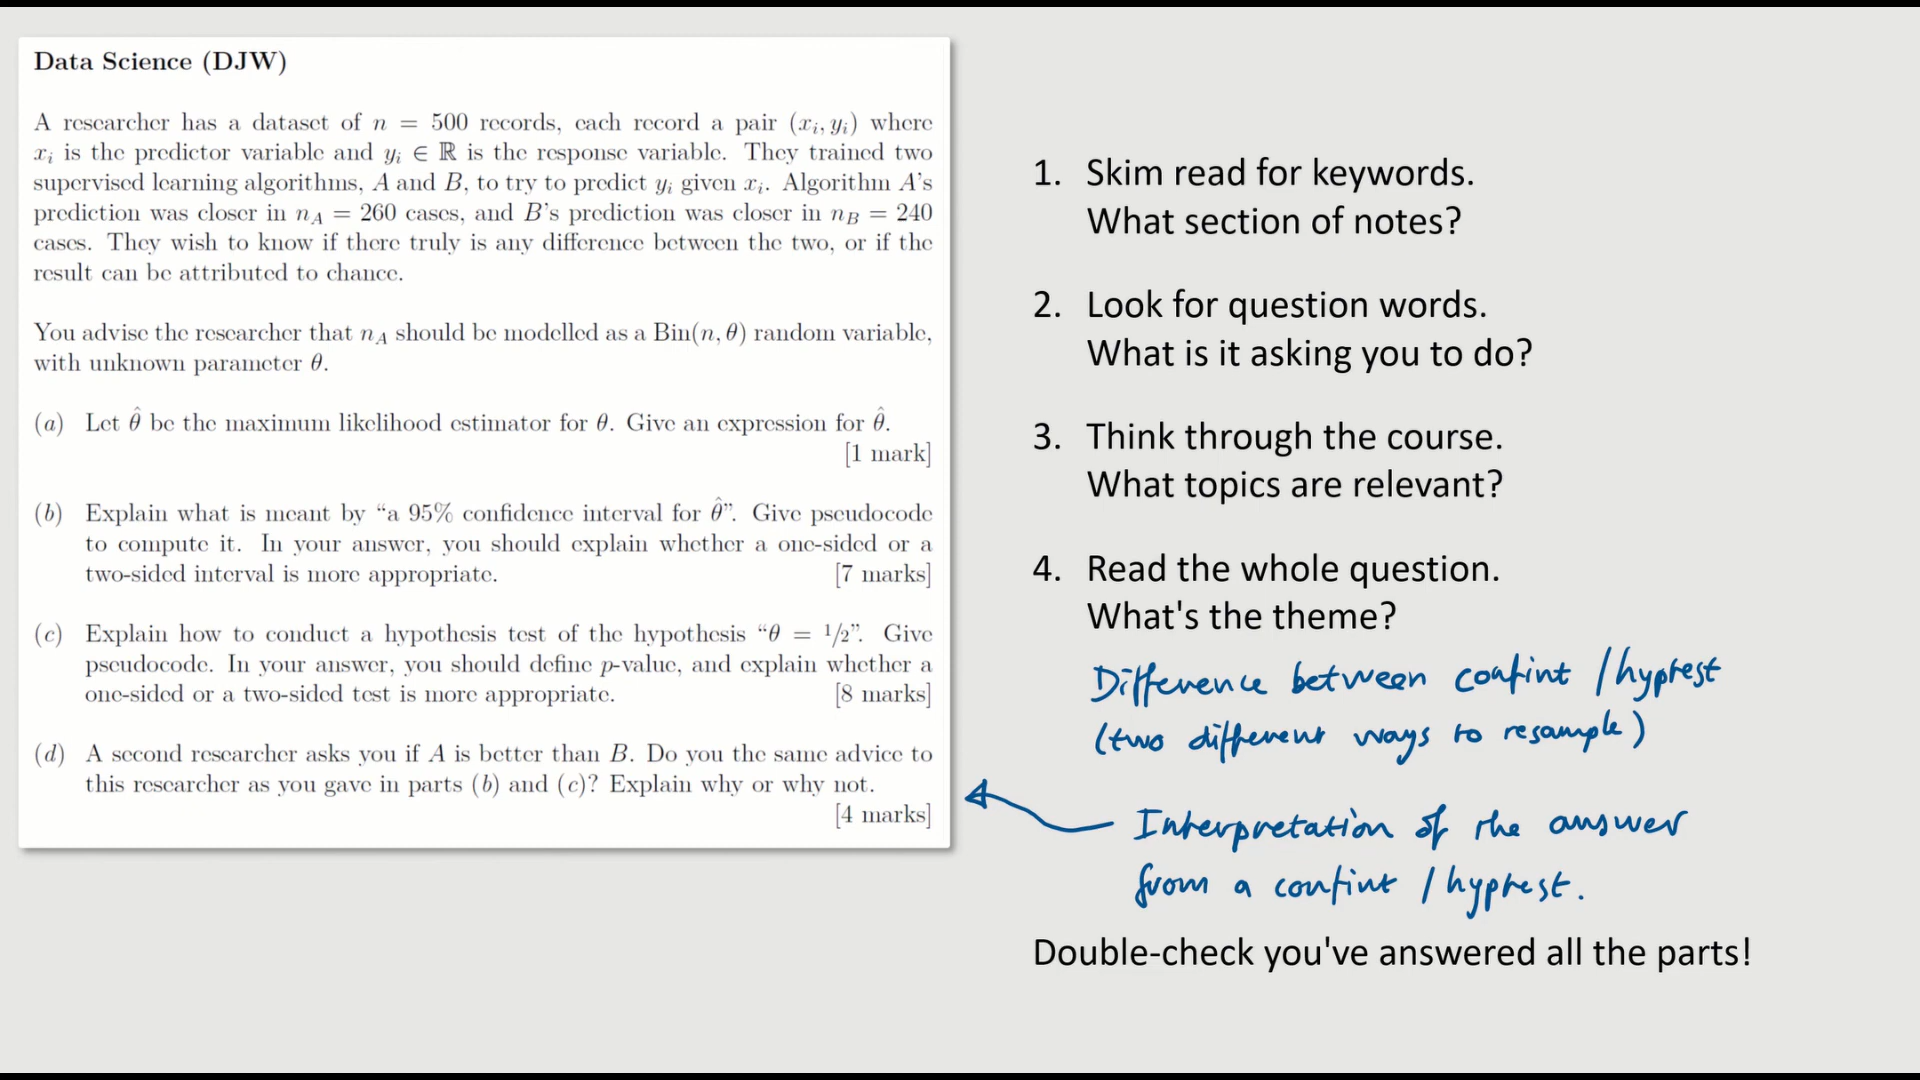 Data Science (DJW)
A researcher has a dataset of n = 500 records, each record a pair (xᵢ, yᵢ) where
xᵢ is the predictor variable and yᵢ ∈ ℝ is the response variable. They trained two
supervised learning algorithms, A and B, to try to predict yᵢ given xᵢ. Algorithm A's
prediction was closer in n_A = 260 cases, and B's prediction was closer in n_B = 240
cases. They wish to know if there truly is any difference between the two, or if the
result can be attributed to chance.
You advise the researcher that n_A should be modelled as a Bin(n, θ) random variable,
with unknown parameter θ.
(a) Let θ̂ be the maximum likelihood estimator for θ. Give an expression for θ̂.
[1 mark]
(b) Explain what is meant by “a 95% confidence interval for θ̂”. Give pseudocode
to compute it. In your answer, you should explain whether a one-sided or a
two-sided interval is more appropriate. [7 marks]
(c) Explain how to conduct a hypothesis test of the hypothesis “θ = 1/2”. Give
pseudocode. In your answer, you should define p-value, and explain whether a
one-sided or a two-sided test is more appropriate. [8 marks]
(d) A second researcher asks you if A is better than B. Do you the same advice to
this researcher as you gave in parts (b) and (c)? Explain why or why not.
[4 marks]
1. Skim read for keywords.
What section of notes?
2. Look for question words.
What is it asking you to do?
3. Think through the course.
What topics are relevant?
4. Read the whole question.
What's the theme?
Difference between confint / hyptest
(two different ways to resample)
Interpretation of the answer
from a confint / hyptest.
Double-check you've answered all the parts!